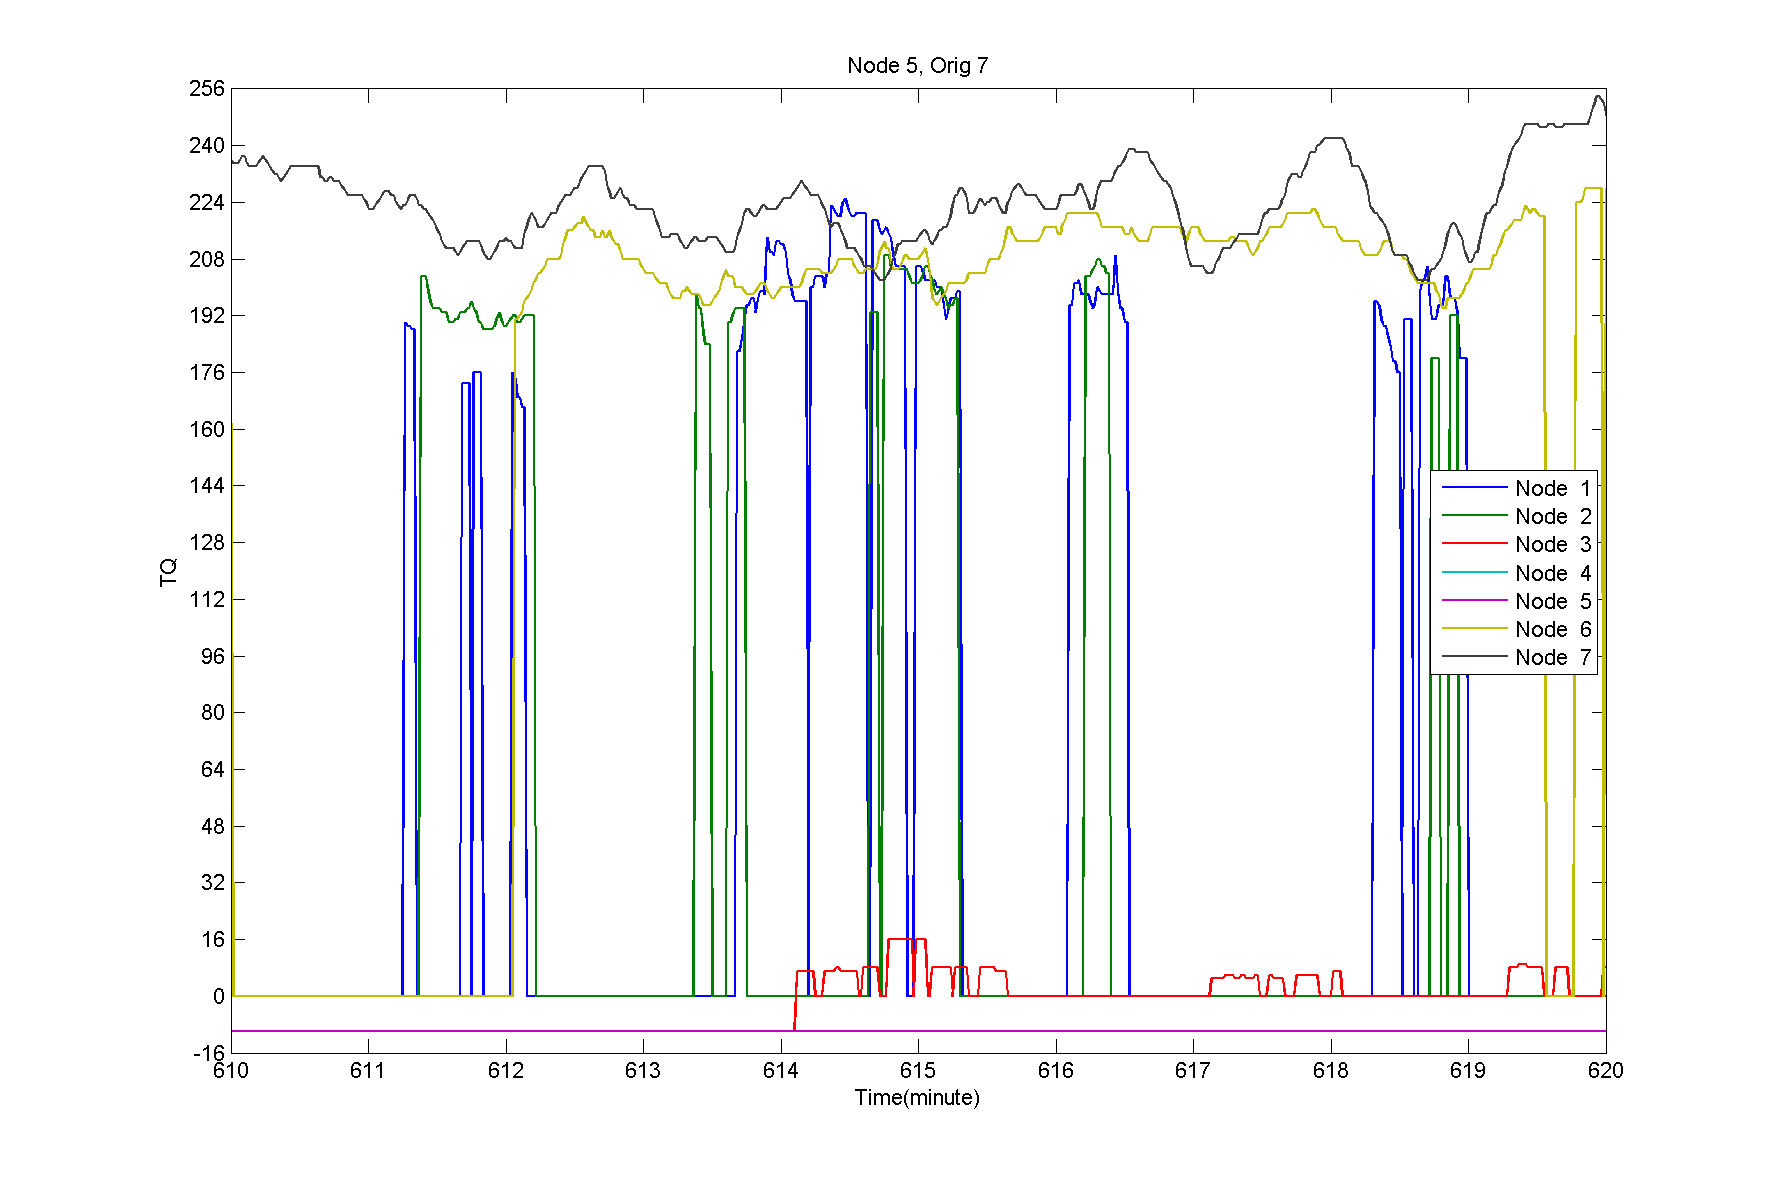 Node 5, Orig 7
256
240
224
208
192
176
160
144
128
112
96
80
64
48
32
16
0
-16
TQ
Node 1
Node 2
Node 3
Node 4
Node 5
Node 6
Node 7
610 611 612 613 614 615 616 617 618 619 620
Time(minute)